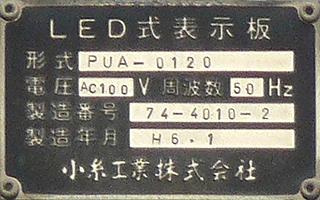 LED式表示板
形式 PUA-0120
電圧 AC100 V 周波数 50 Hz
製造番号 74-4010-2
製造年月 H6.1
小糸工業株式会社